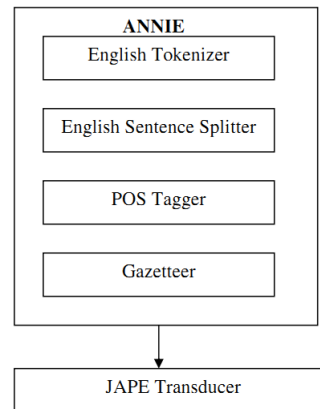 ANNIE
English Tokenizer
English Sentence Splitter
POS Tagger
Gazetteer
JAPE Transducer